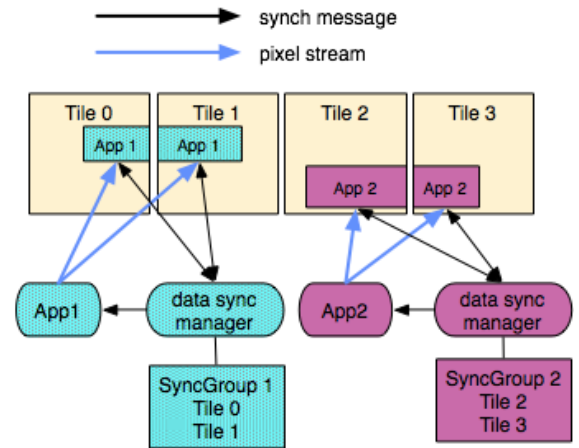 synch message
pixel stream
Tile 0
Tile 1
Tile 2
Tile 3
App 1
App 1
App 2
App 2
App1
data sync
manager
App2
data sync
manager
SyncGroup 1
Tile 0
Tile 1
SyncGroup 2
Tile 2
Tile 3